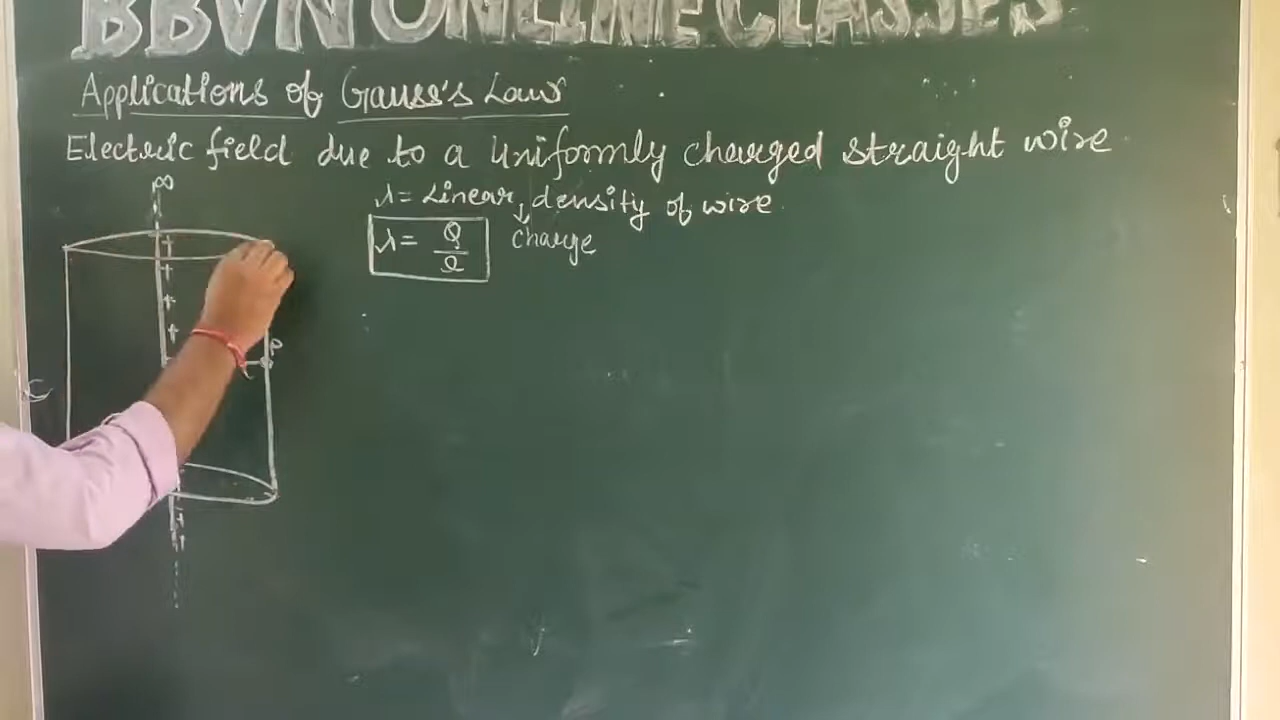 BBVN ONLINE CLASSES
Applications of Gauss's Law
Electric field due to a Uniformly charged straight wire
λ = Linear, density of wire
charge
λ = Q/l
∞
+
+
+
+
P
r
C
+
+